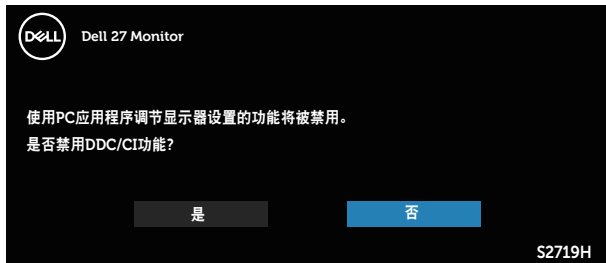 DELL
Dell 27 Monitor
使用PC应用程序调节显示器设置的功能将被禁用。
是否禁用DDC/CI功能?
是
否
S2719H